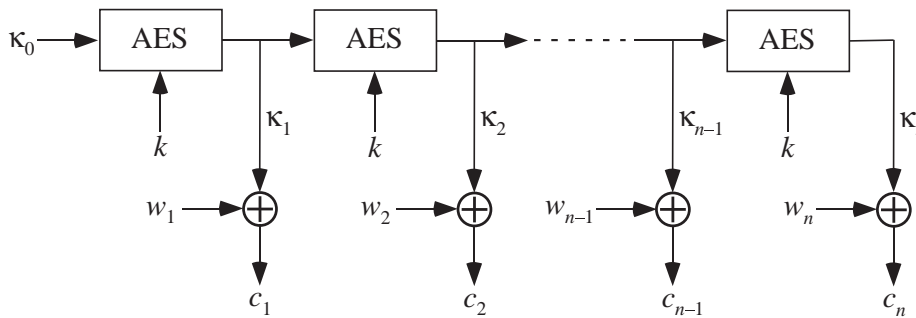 κ₀ AES AES AES
κ₁ κ₂ κₙ₋₁ κ
k k k
w₁ w₂ wₙ₋₁ wₙ
c₁ c₂ cₙ₋₁ cₙ